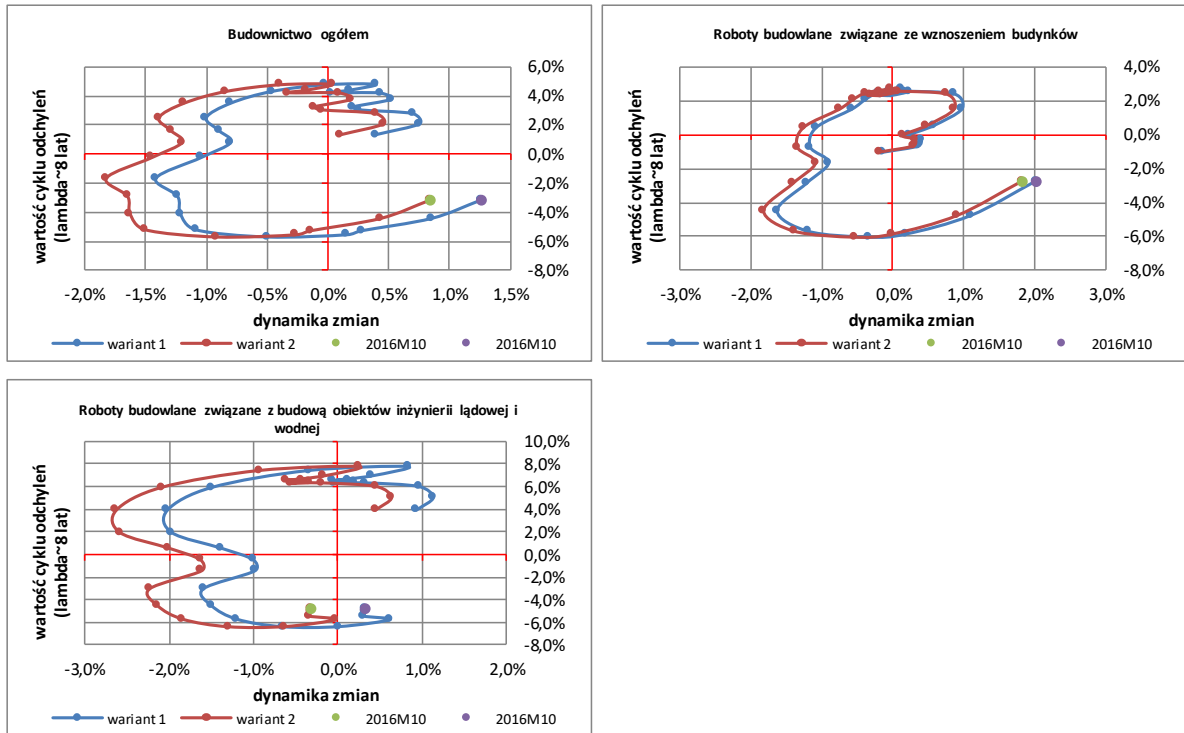 Budownictwo ogółem
wartość cyklu odchyleń
(lambda~8 lat)
6,0%
4,0%
2,0%
0,0%
-2,0%
-4,0%
-6,0%
-8,0%
-2,0%
-1,5%
-1,0%
-0,5%
0,0%
0,5%
1,0%
1,5%
dynamika zmian
wariant 1
wariant 2
2016M10
2016M10
Roboty budowlane związane ze wznoszeniem budynków
wartość cyklu odchyleń
(lambda~8 lat)
4,0%
2,0%
0,0%
-2,0%
-4,0%
-6,0%
-8,0%
-3,0%
-2,0%
-1,0%
0,0%
1,0%
2,0%
3,0%
dynamika zmian
wariant 1
wariant 2
2016M10
2016M10
Roboty budowlane związane z budową obiektów inżynierii lądowej i
wodnej
wartość cyklu odchyleń
(lambda~8 lat)
10,0%
8,0%
6,0%
4,0%
2,0%
0,0%
-2,0%
-4,0%
-6,0%
-8,0%
-3,0%
-2,0%
-1,0%
0,0%
1,0%
2,0%
dynamika zmian
wariant 1
wariant 2
2016M10
2016M10